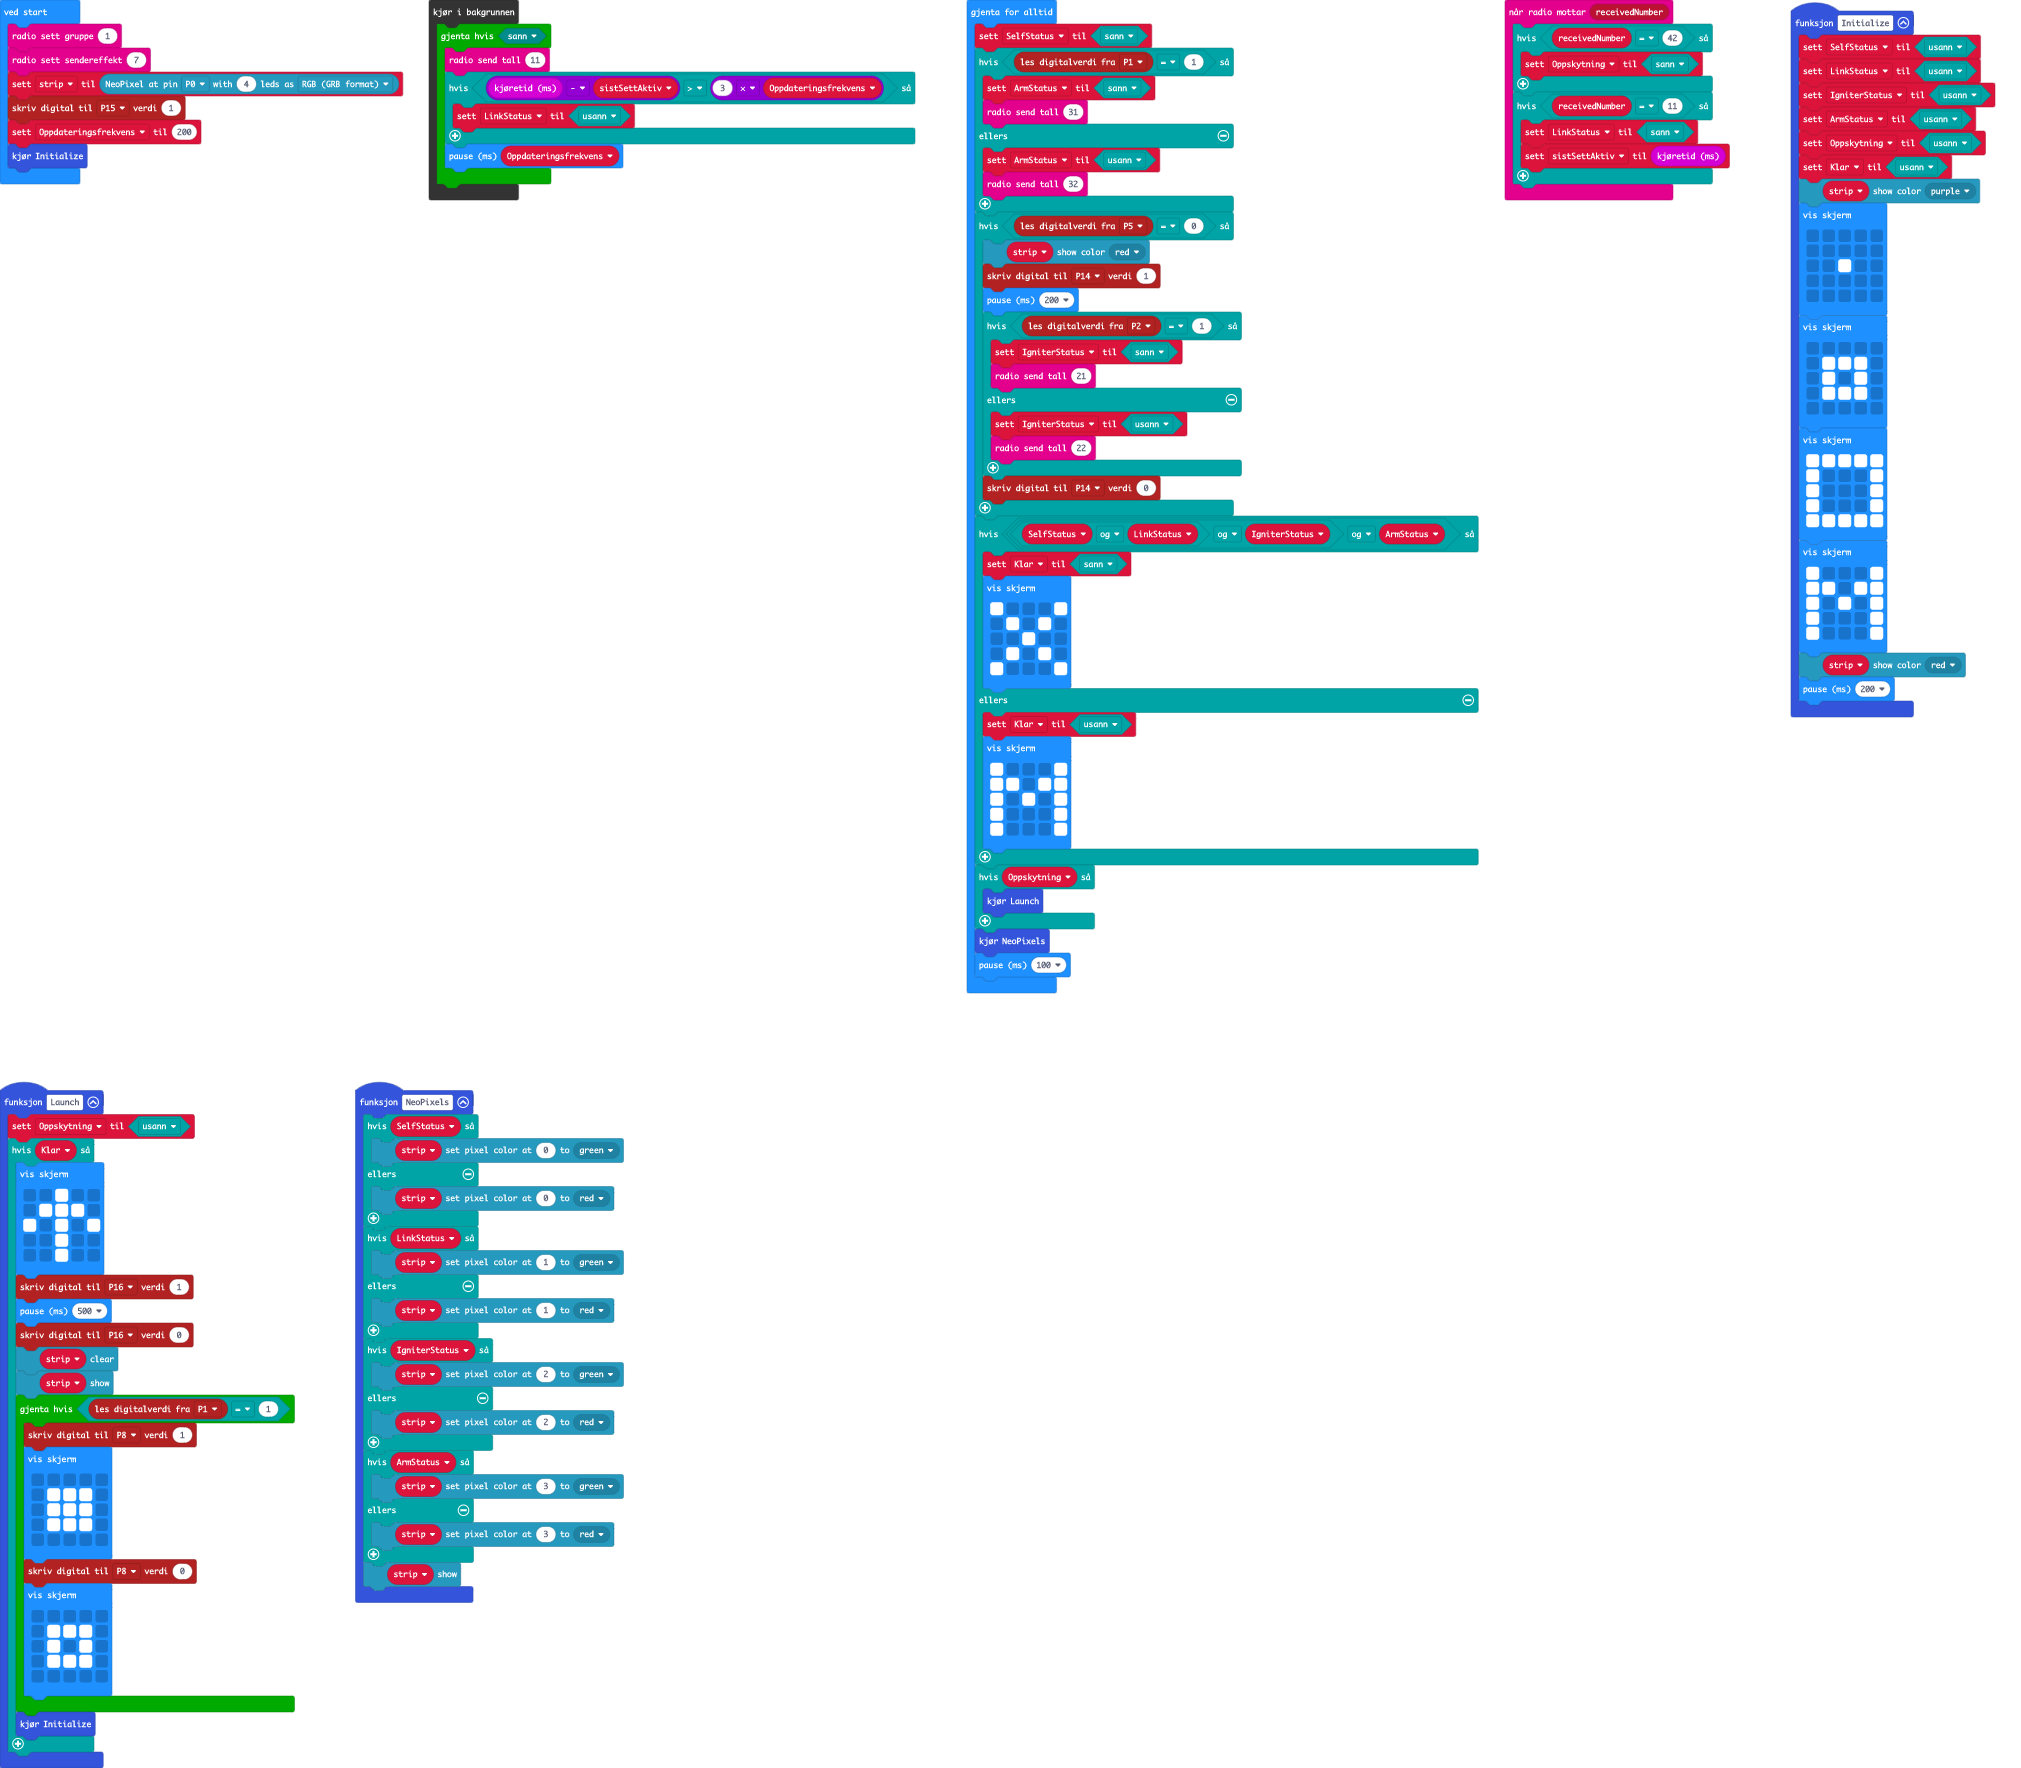 ved start
radio sett gruppe 1
radio sett sendereffekt 7
sett strip til NeoPixel at pin P0 with 4 leds as RGB (GRB format)
skriv digital til P15 verdi 1
sett Oppdateringsfrekvens til 200
kjør Initialize
kjør i bakgrunnen
gjenta hvis sann
radio send tall 11
hvis kjøretid (ms) - sistSettAktiv > 3 × Oppdateringsfrekvens så
sett LinkStatus til usann
pause (ms) Oppdateringsfrekvens
gjenta for alltid
sett SelfStatus til sann
hvis les digitalverdi fra P1 = 1 så
sett ArmStatus til sann
radio send tall 31
ellers
sett ArmStatus til usann
radio send tall 32
hvis les digitalverdi fra P5 = 0 så
strip show color red
skriv digital til P14 verdi 1
pause (ms) 200
hvis les digitalverdi fra P2 = 1 så
sett IgniterStatus til sann
radio send tall 21
ellers
sett IgniterStatus til usann
radio send tall 22
skriv digital til P14 verdi 0
hvis SelfStatus og LinkStatus og IgniterStatus og ArmStatus så
sett Klar til sann
vis skjerm
ellers
sett Klar til usann
vis skjerm
hvis Oppskytning så
kjør Launch
kjør NeoPixels
pause (ms) 100
når radio mottar receivedNumber
hvis receivedNumber = 42 så
sett Oppskytning til sann
hvis receivedNumber = 11 så
sett LinkStatus til sann
sett sistSettAktiv til kjøretid (ms)
funksjon Initialize
sett SelfStatus til usann
sett LinkStatus til usann
sett IgniterStatus til usann
sett ArmStatus til usann
sett Oppskytning til usann
sett Klar til usann
strip show color purple
vis skjerm
vis skjerm
vis skjerm
vis skjerm
strip show color red
pause (ms) 200
funksjon Launch
sett Oppskytning til usann
hvis Klar så
vis skjerm
skriv digital til P16 verdi 1
pause (ms) 500
skriv digital til P16 verdi 0
strip clear
strip show
gjenta hvis les digitalverdi fra P1 = 1
skriv digital til P8 verdi 1
vis skjerm
skriv digital til P8 verdi 0
vis skjerm
kjør Initialize
funksjon NeoPixels
hvis SelfStatus så
strip set pixel color at 0 to green
ellers
strip set pixel color at 0 to red
hvis LinkStatus så
strip set pixel color at 1 to green
ellers
strip set pixel color at 1 to red
hvis IgniterStatus så
strip set pixel color at 2 to green
ellers
strip set pixel color at 2 to red
hvis ArmStatus så
strip set pixel color at 3 to green
ellers
strip set pixel color at 3 to red
strip show